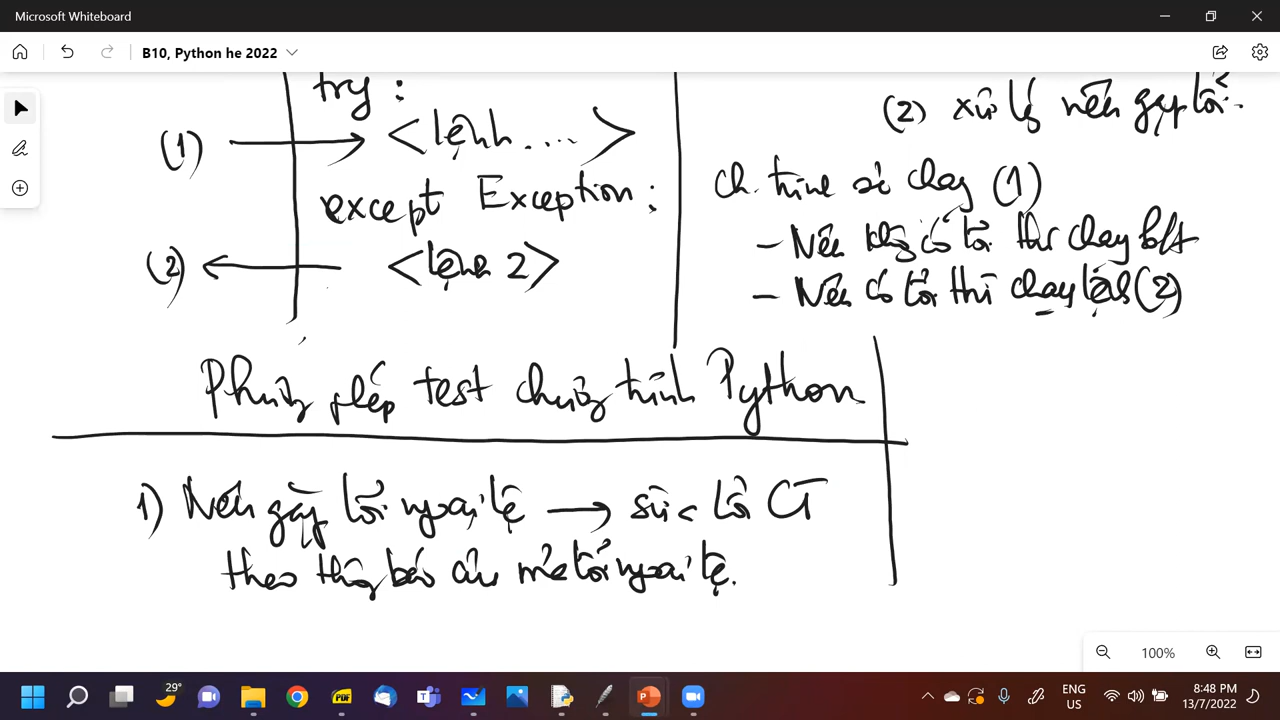 Microsoft Whiteboard
B10, Python he 2022
try:
(1) <lệnh....>
except Exception:
(2) <lệnh 2>
(2) xử lý nếu gặp lỗi.
ch. trình sẽ chạy (1)
- Nếu không có lỗi thì chạy
- Nếu có lỗi thì chạy lệnh (2)
Phương pháp test chương trình Python
1) Nếu gặp lỗi ngoại lệ → sửa lỗi CT
theo thông báo của mã lỗi ngoại lệ.
100%
29°
ENG
US
8:48 PM
13/7/2022